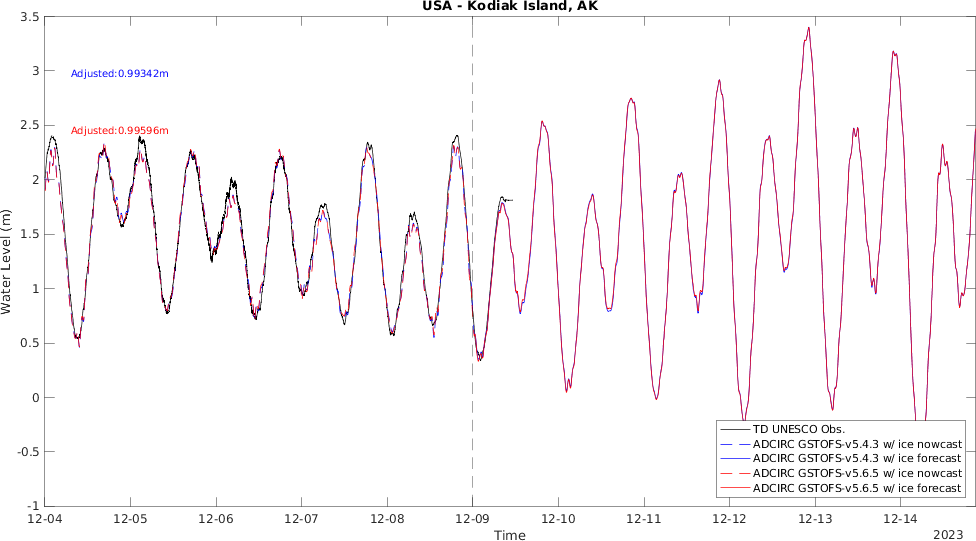 USA - Kodiak Island, AK
3.5
3
2.5
2
1.5
1
0.5
0
-0.5
-1
Water Level (m)
Adjusted:0.99342m
Adjusted:0.99596m
TD UNESCO Obs.
ADCIRC GSTOFS-v5.4.3 w/ ice nowcast
ADCIRC GSTOFS-v5.4.3 w/ ice forecast
ADCIRC GSTOFS-v5.6.5 w/ ice nowcast
ADCIRC GSTOFS-v5.6.5 w/ ice forecast
12-04 12-05 12-06 12-07 12-08 12-09 12-10 12-11 12-12 12-13 12-14
Time
2023